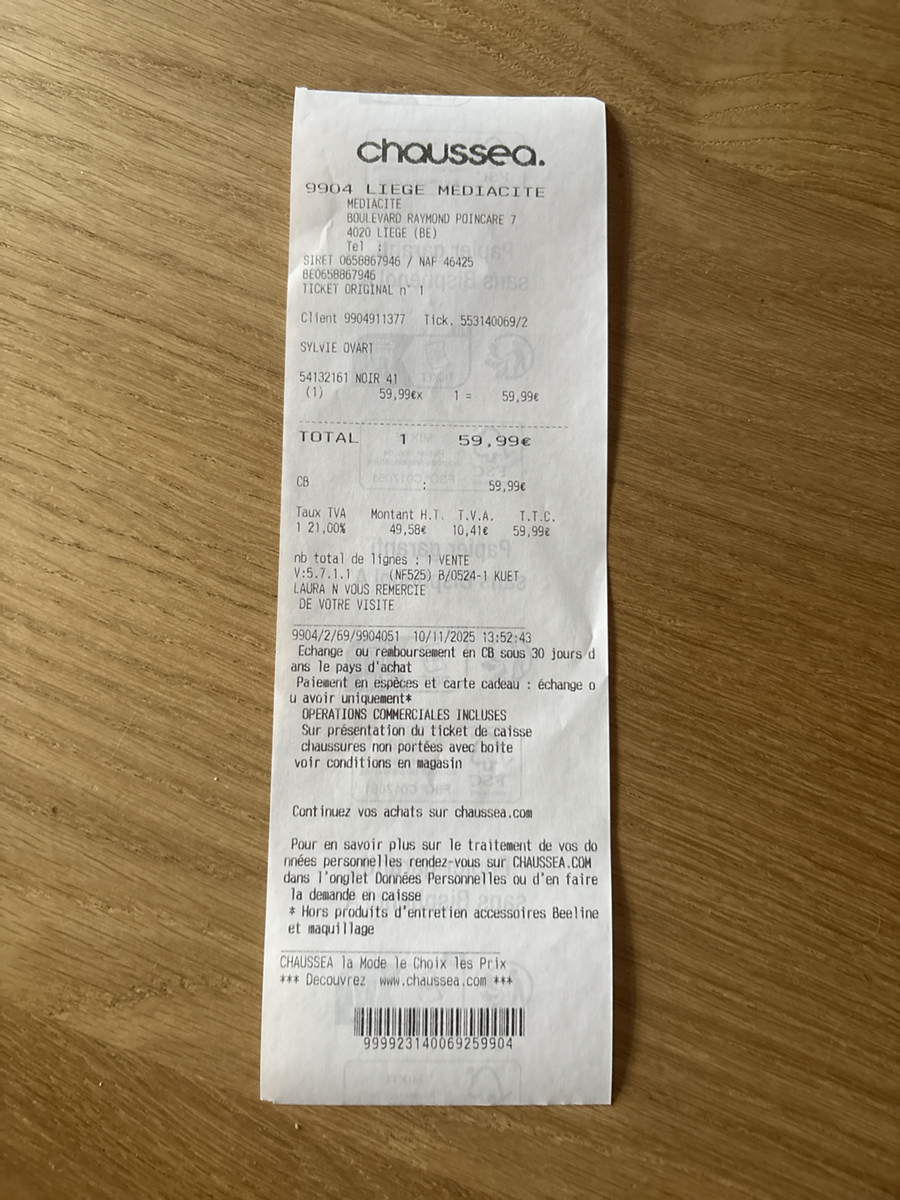 chaussea.
9904 LIEGE MEDIACITE
MEDIACITE
BOULEVARD RAYMOND POINCARE 7
4020 LIEGE (BE)
Tel :
SIRET 0658867946 / NAF 46425
BE0658867946
TICKET ORIGINAL n° 1
Client 9904911377 Tick. 553140069/2
SYLVIE OVART
54132161 NOIR 41
(1) 59,99€x 1 = 59,99€
TOTAL 1 59,99€
CB : 59,99€
Taux TVA Montant H.T. T.V.A. T.T.C.
1 21,00% 49,58€ 10,41€ 59,99€
nb total de lignes : 1 VENTE
V:5.7.1.1 (NF525) B/0524-1 KUET
LAURA N VOUS REMERCIE
DE VOTRE VISITE
9904/2/69/9904051 10/11/2025 13:52:43
Echange ou remboursement en CB sous 30 jours d
ans le pays d'achat
Paiement en espèces et carte cadeau : échange o
u avoir uniquement*
OPERATIONS COMMERCIALES INCLUSES
Sur présentation du ticket de caisse
chaussures non portées avec boite
voir conditions en magasin
Continuez vos achats sur chaussea.com
Pour en savoir plus sur le traitement de vos do
nnées personnelles rendez-vous sur CHAUSSEA.COM
dans l'onglet Données Personnelles ou d'en faire
la demande en caisse
* Hors produits d'entretien accessoires Beeline
et maquillage
CHAUSSEA la Mode le Choix les Prix
*** Decouvrez www.chaussea.com ***
999923140069259904